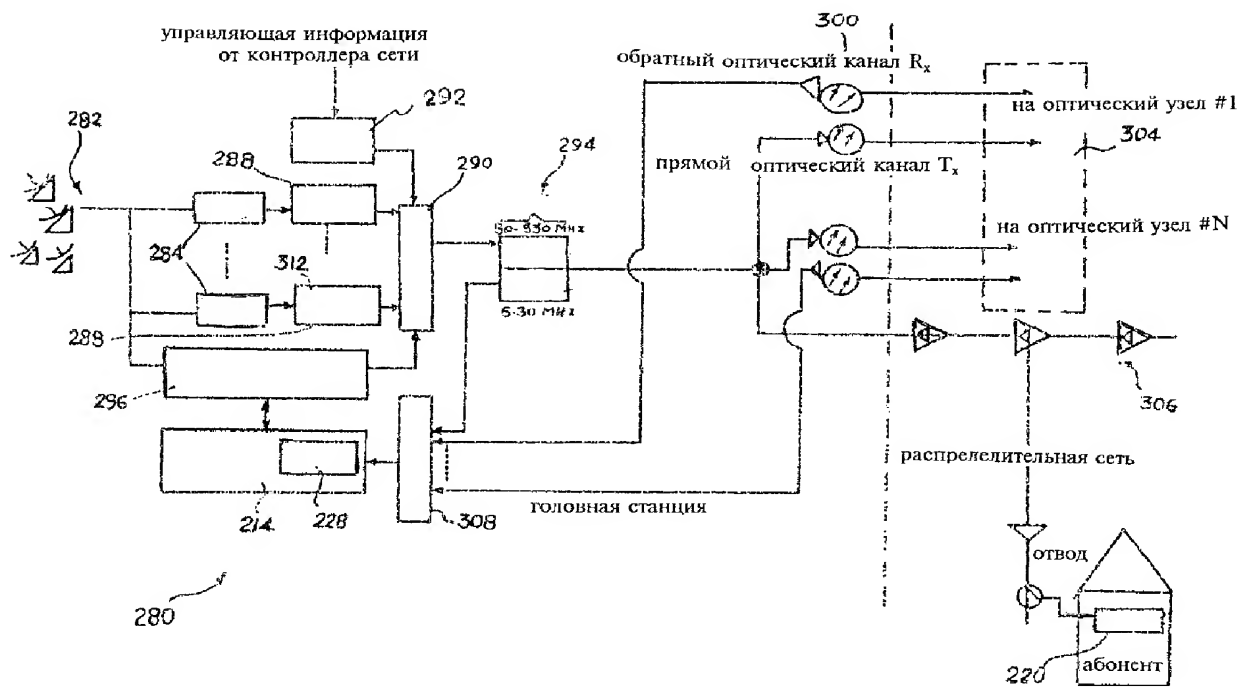 управляющая информация
от контроллера сети
300
обратный оптический канал Rx
на оптический узел #1
282
292
288
290
294
прямой оптический канал Tx
304
284
50-550 MHz
на оптический узел #N
312
288
5-30 MHz
296
306
распрелелительная сеть
214
228
308
головная станция
280
отвод
220
абонент